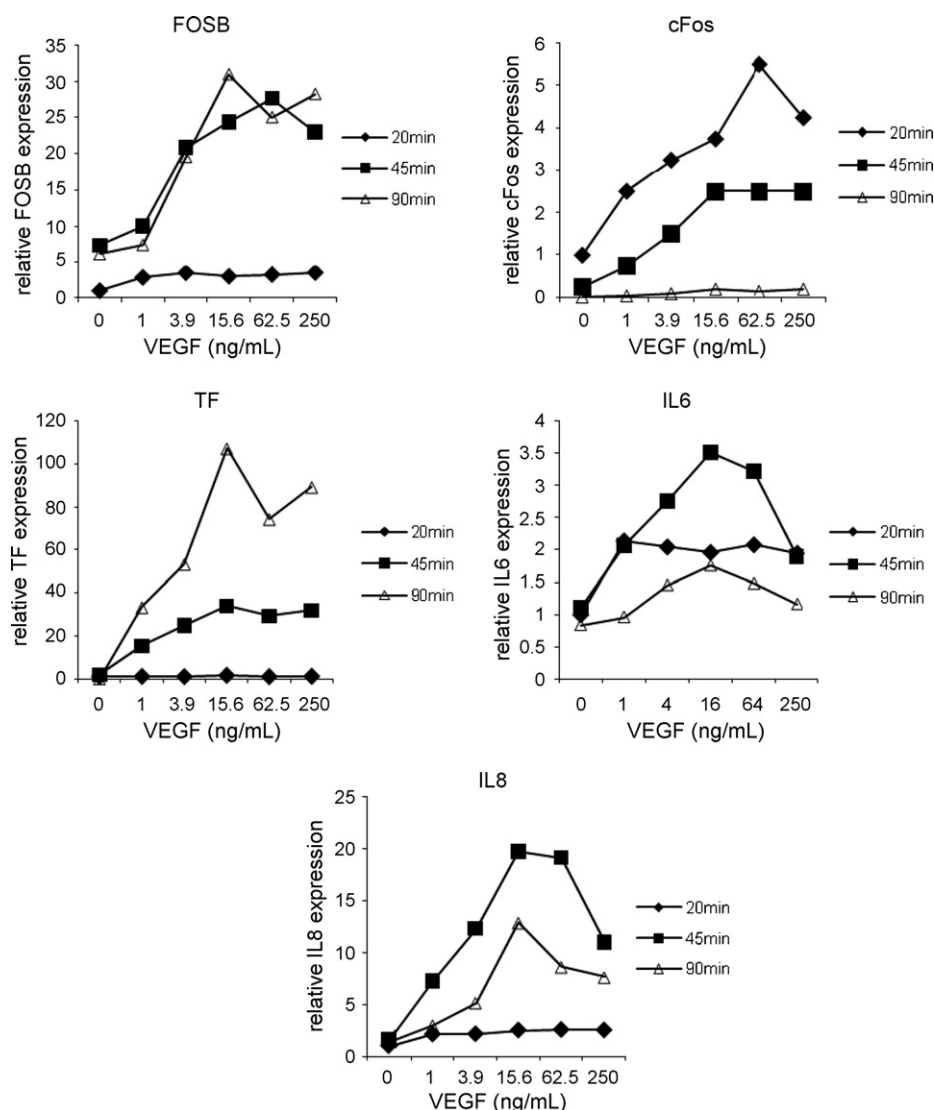 FOSB
35
30
25
20
15
10
5
0
relative FOSB expression
0 1 3.9 15.6 62.5 250
VEGF (ng/mL)
20min
45min
90min
cFos
6
5
4
3
2
1
0
relative cFos expression
0 1 3.9 15.6 62.5 250
VEGF (ng/mL)
20min
45min
90min
TF
120
100
80
60
40
20
0
relative TF expression
0 1 3.9 15.6 62.5 250
VEGF (ng/mL)
20min
45min
90min
IL6
4
3.5
3
2.5
2
1.5
1
0.5
0
relative IL6 expression
0 1 4 16 64 250
VEGF (ng/mL)
20min
45min
90min
IL8
25
20
15
10
5
0
relative IL8 expression
0 1 3.9 15.6 62.5 250
VEGF (ng/mL)
20min
45min
90min